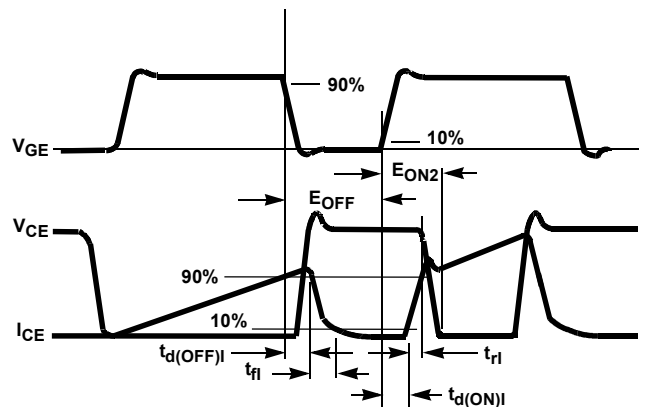 90%
V_GE
10%
E_ON2
E_OFF
V_CE
90%
10%
I_CE
t_d(OFF)I
t_rI
t_fI
t_d(ON)I